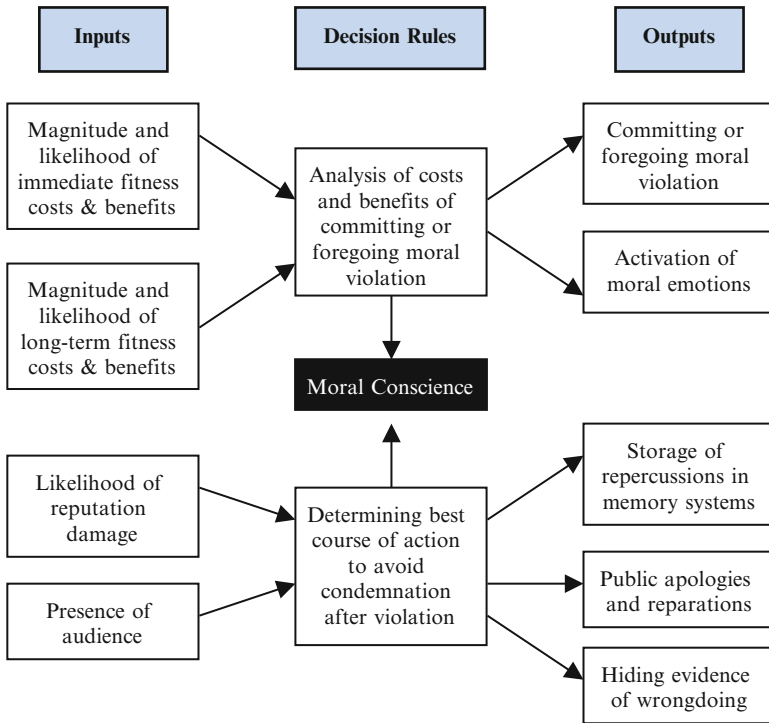 Inputs
Decision Rules
Outputs
Magnitude and
likelihood of
immediate fitness
costs & benefits
Magnitude and
likelihood of
long-term fitness
costs & benefits
Analysis of costs
and benefits of
committing or
foregoing moral
violation
Committing or
foregoing moral
violation
Activation of
moral emotions
Moral Conscience
Likelihood of
reputation
damage
Presence of
audience
Determining best
course of action
to avoid
condemnation
after violation
Storage of
repercussions in
memory systems
Public apologies
and reparations
Hiding evidence
of wrongdoing